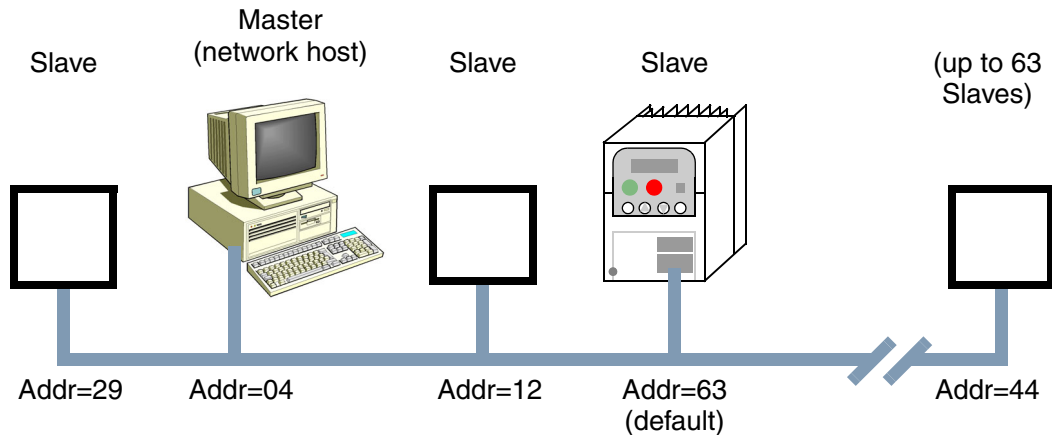 Master
(network host)
Slave
Slave
Slave
(up to 63
Slaves)
Addr=29
Addr=04
Addr=12
Addr=63
(default)
Addr=44